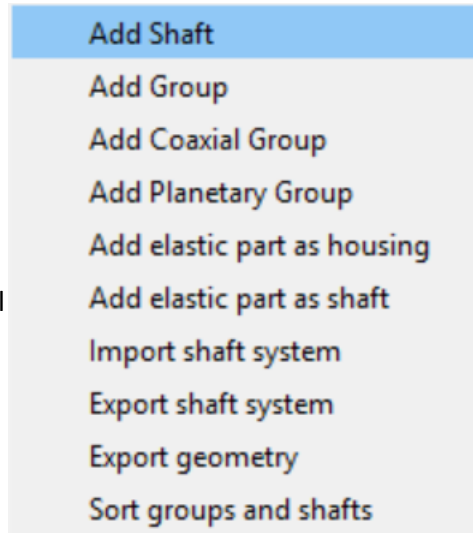 Add Shaft
Add Group
Add Coaxial Group
Add Planetary Group
Add elastic part as housing
Add elastic part as shaft
Import shaft system
Export shaft system
Export geometry
Sort groups and shafts